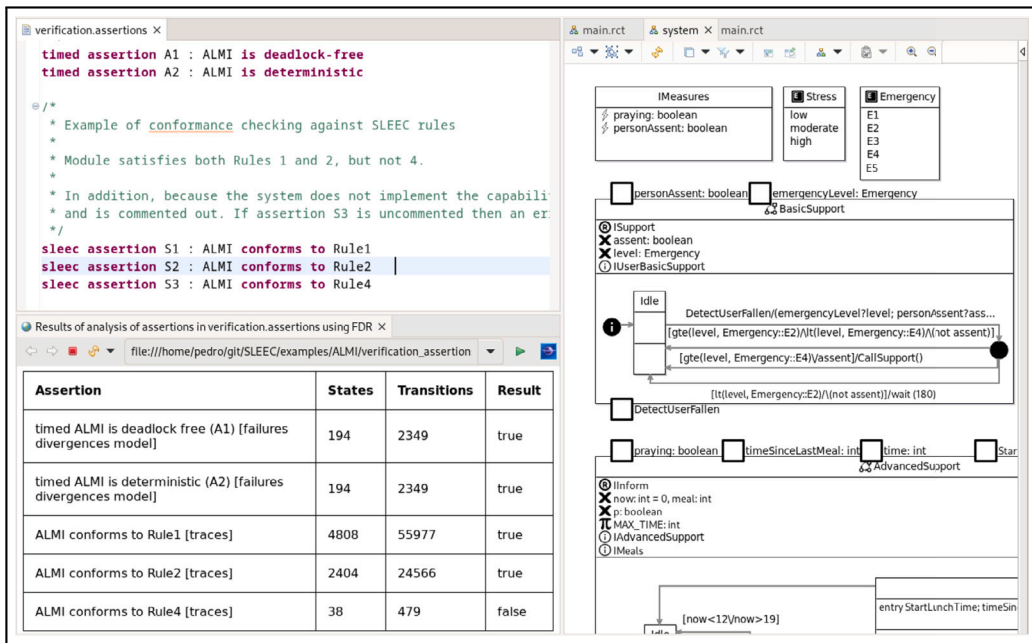 verification.assertions
timed assertion A1 : ALMI is deadlock-free
timed assertion A2 : ALMI is deterministic
/*
* Example of conformance checking against SLEEC rules
*
* Module satisfies both Rules 1 and 2, but not 4.
*
* In addition, because the system does not implement the capabili
* and is commented out. If assertion S3 is uncommented then an er
*/
sleec assertion S1 : ALMI conforms to Rule1
sleec assertion S2 : ALMI conforms to Rule2
sleec assertion S3 : ALMI conforms to Rule4
Results of analysis of assertions in verification.assertions using FDR
file:///home/pedro/git/SLEEC/examples/ALMI/verification_assertion
Assertion States Transitions Result
timed ALMI is deadlock free (A1) [failures
divergences model] 194 2349 true
timed ALMI is deterministic (A2) [failures
divergences model] 194 2349 true
ALMI conforms to Rule1 [traces] 4808 55977 true
ALMI conforms to Rule2 [traces] 2404 24566 true
ALMI conforms to Rule4 [traces] 38 479 false
main.rct system main.rct
IMeasures
praying: boolean
personAssent: boolean
E Stress
low
moderate
high
E Emergency
E1
E2
E3
E4
E5
personAssent: boolean emergencyLevel: Emergency
BasicSupport
R ISupport
X assent: boolean
X level: Emergency
i IUserBasicSupport
Idle
i
DetectUserFallen/(emergencyLevel?level; personAssent?ass...
[gte(level, Emergency::E2)/\lt(level, Emergency::E4)/\(not assent)]
[gte(level, Emergency::E4)\/assent]/CallSupport()
[lt(level, Emergency::E2)/\(not assent)]/wait (180)
DetectUserFallen
praying: boolean timeSinceLastMeal: int time: int Star
AdvancedSupport
R IInform
X now: int = 0, meal: int
X p: boolean
π MAX_TIME: int
i IAdvancedSupport
i IMeals
entry StartLunchTime; timeSin
[now<12\/now>19]
Idle